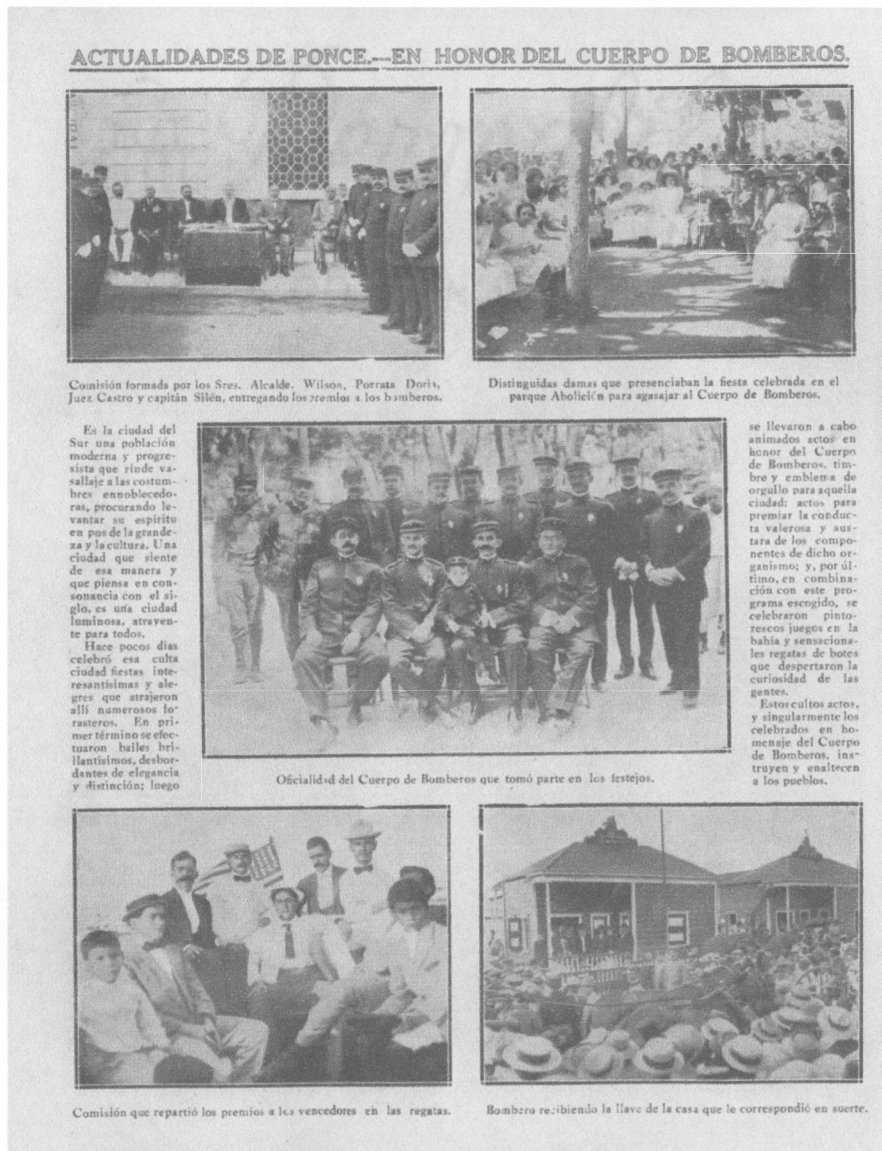 ACTUALIDADES DE PONCE.---EN HONOR DEL CUERPO DE BOMBEROS.
Comisión formada por los Sres. Alcalde. Wilson, Porrata Doria,
Juez Castro y capitán Silén, entregando los premios a los bomberos.
Distinguidas damas que presenciaban la fiesta celebrada en el
parque Abolición para agasajar al Cuerpo de Bomberos.
Es la ciudad del
Sur una población
moderna y progre-
sista que rinde va-
sallaje a las costum-
bres ennoblecedo-
ras, procurando le-
vantar su espíritu
en pos de la grande-
za y la cultura. Una
ciudad que siente
de esa manera y
que piensa en con-
sonancia con el si-
glo, es una ciudad
luminosa, atrayen-
te para todos.
Hace pocos días
celebró esa culta
ciudad fiestas inte-
resantísimas y ale-
gres que atrajeron
allí numerosos fo-
rasteros. En pri-
mer término se efec-
tuaron bailes bri-
llantísimos, desbor-
dantes de elegancia
y distinción; luego
se llevaron a cabo
animados actos en
honor del Cuerpo
de Bomberos, tim-
bre y emblema de
orgullo para aquella
ciudad; actos para
premiar la conduc-
ta valerosa y aus-
tara de los compo-
nentes de dicho or-
ganismo; y, por úl-
timo, en combina-
ción con este pro-
grama escogido, se
celebraron pinto-
rescos juegos en la
bahía y sensaciona-
les regatas de botes
que despertaron la
curiosidad de las
gentes.
Estos cultos actos,
y singularmente los
celebrados en ho-
menaje del Cuerpo
de Bomberos, ins-
truyen y enaltecen
a los pueblos.
Oficialidad del Cuerpo de Bomberos que tomó parte en los festejos.
Comisión que repartió los premios a los vencedores en las regatas.
Bombero recibiendo la llave de la casa que le correspondió en suerte.